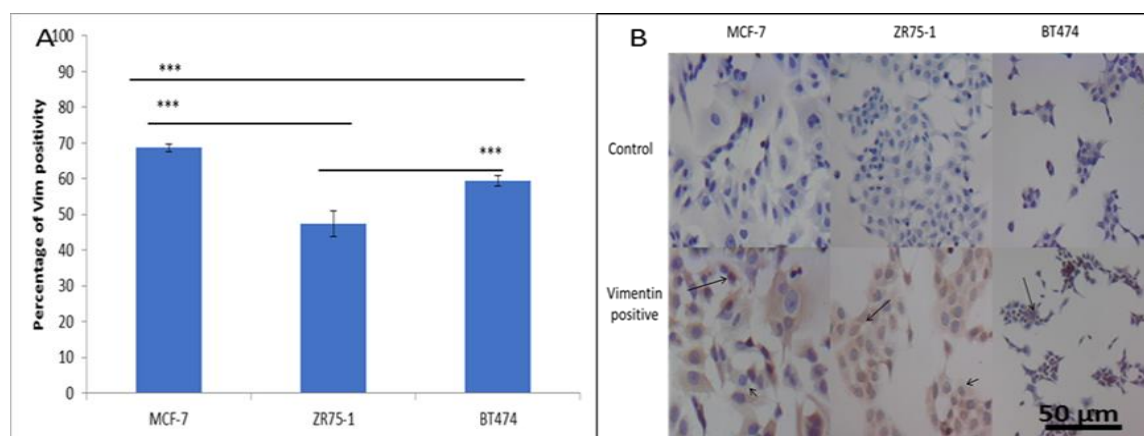 A
100
90
80
70
60
50
40
30
20
10
0
Percentage of Vim positivity
***
***
***
MCF-7 ZR75-1 BT474
B
MCF-7 ZR75-1 BT474
Control
Vimentin
positive
50 µm